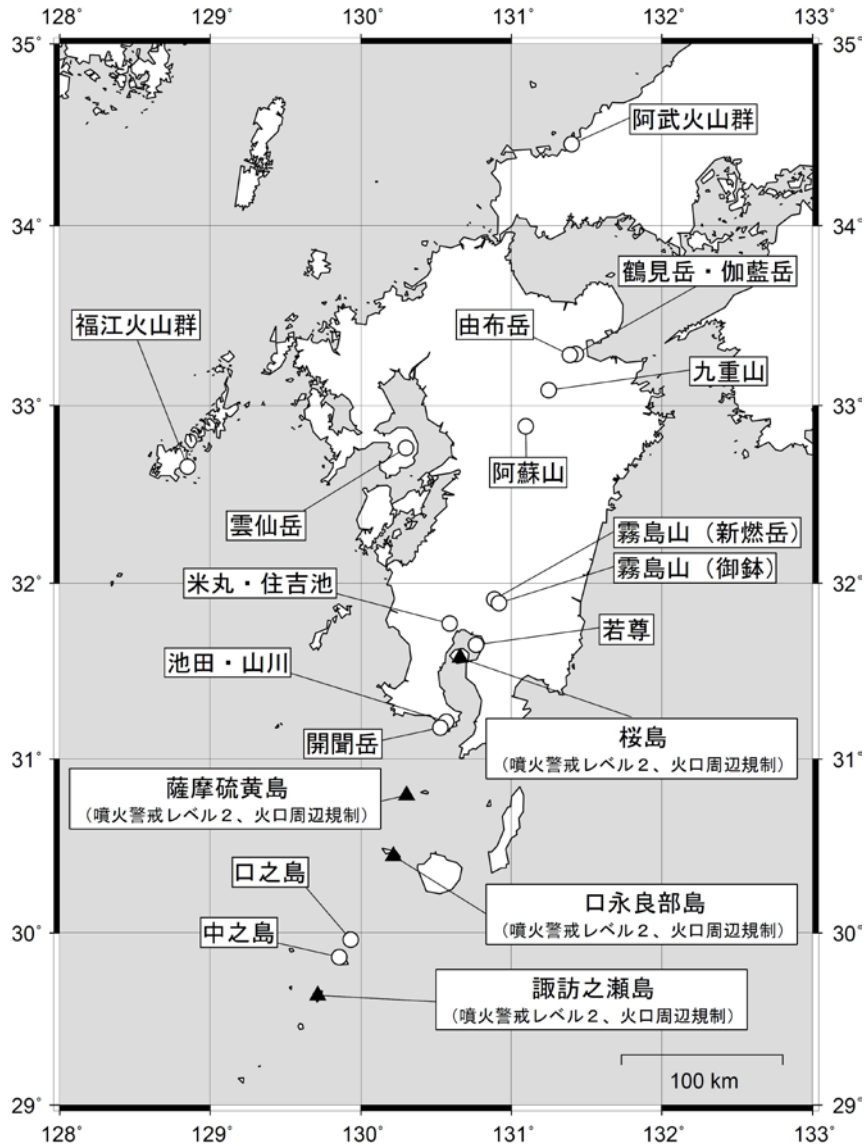 128° 129° 130° 131° 132° 133°
35° 35°
阿武火山群
34° 34°
鶴見岳・伽藍岳
福江火山群
由布岳
九重山
33° 33°
阿蘇山
雲仙岳
霧島山（新燃岳）
霧島山（御鉢）
32° 32°
米丸・住吉池
若尊
池田・山川
開聞岳
桜島
（噴火警戒レベル２、火口周辺規制）
31° 31°
薩摩硫黄島
（噴火警戒レベル２、火口周辺規制）
口之島
口永良部島
（噴火警戒レベル２、火口周辺規制）
30° 30°
中之島
諏訪之瀬島
（噴火警戒レベル２、火口周辺規制）
100 km
29° 29°
128° 129° 130° 131° 132° 133°